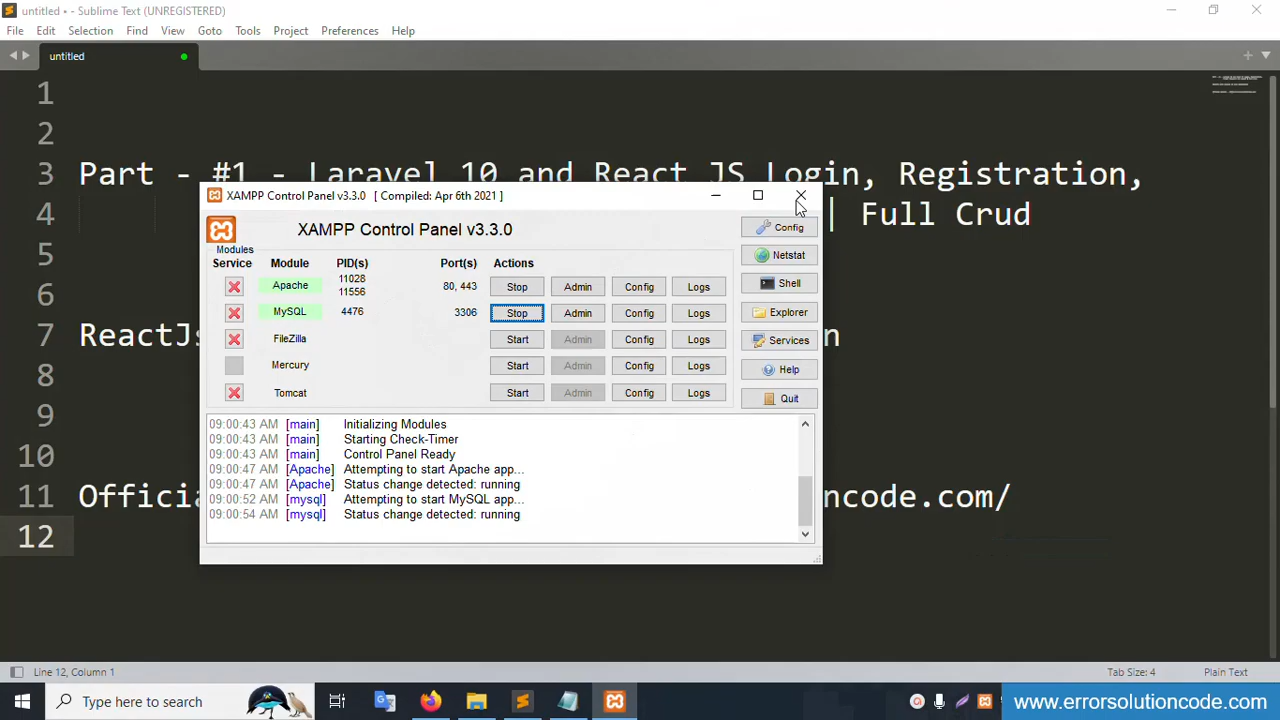 untitled • - Sublime Text (UNREGISTERED)
File Edit Selection Find View Goto Tools Project Preferences Help
untitled
1
2
3 Part - #1 - Laravel 10 and React JS Login, Registration,
4 | Full Crud
5
6
7 ReactJs n
8
9
10
11 Officia ncode.com/
12
XAMPP Control Panel v3.3.0 [ Compiled: Apr 6th 2021 ]
XAMPP Control Panel v3.3.0
Config
Modules
Service Module PID(s) Port(s) Actions
Netstat
Apache 11028 11556 80, 443 Stop Admin Config Logs
Shell
MySQL 4476 3306 Stop Admin Config Logs
Explorer
FileZilla Start Admin Config Logs
Services
Mercury Start Admin Config Logs
Help
Tomcat Start Admin Config Logs
Quit
09:00:43 AM [main] Initializing Modules
09:00:43 AM [main] Starting Check-Timer
09:00:43 AM [main] Control Panel Ready
09:00:47 AM [Apache] Attempting to start Apache app...
09:00:47 AM [Apache] Status change detected: running
09:00:52 AM [mysql] Attempting to start MySQL app...
09:00:54 AM [mysql] Status change detected: running
Line 12, Column 1
Tab Size: 4 Plain Text
Type here to search
www.errorsolutioncode.com